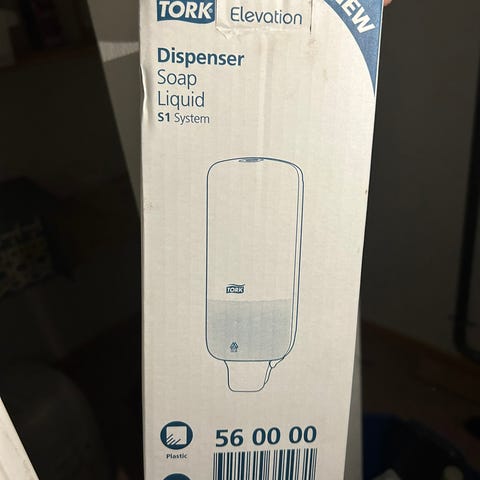 TORK Elevation
NEW
Dispenser
Soap
Liquid
S1 System
TORK
Plastic
56 00 00